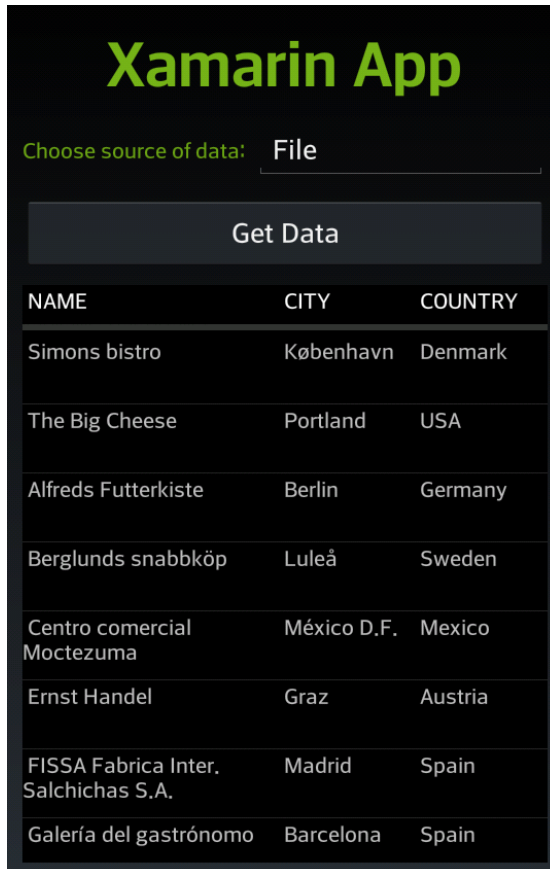 Xamarin App
Choose source of data: File
Get Data
NAME CITY COUNTRY
Simons bistro København Denmark
The Big Cheese Portland USA
Alfreds Futterkiste Berlin Germany
Berglunds snabbköp Luleå Sweden
Centro comercial México D.F. Mexico
Moctezuma
Ernst Handel Graz Austria
FISSA Fabrica Inter. Madrid Spain
Salchichas S.A.
Galería del gastrónomo Barcelona Spain